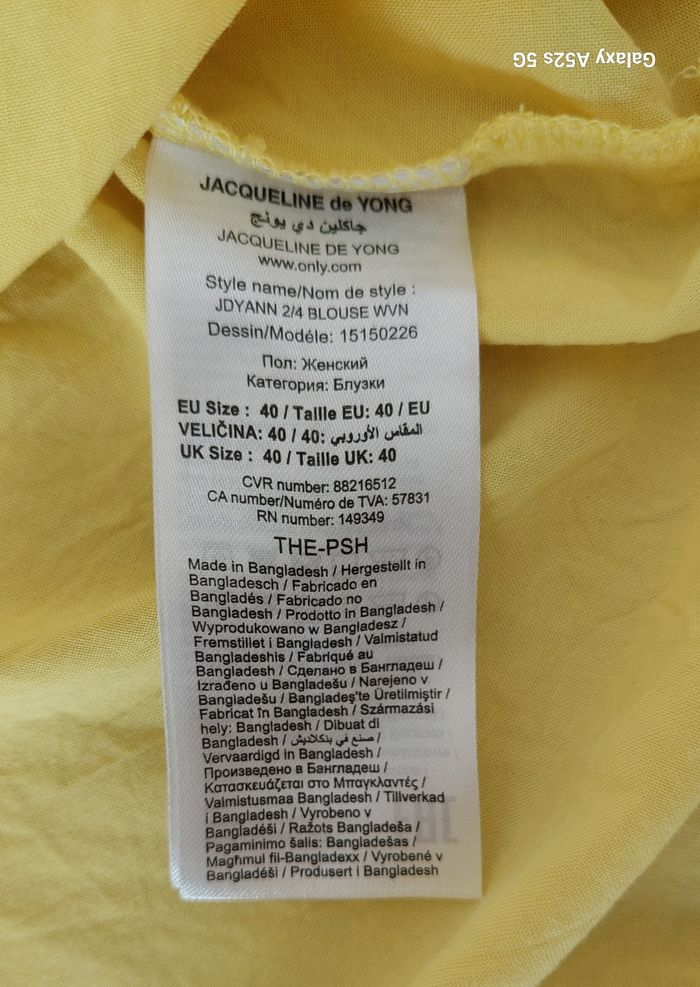 Galaxy A52s 5G
JACQUELINE de YONG
جاكلين دي يونج
JACQUELINE DE YONG
www.only.com
Style name/Nom de style :
JDYANN 2/4 BLOUSE WVN
Dessin/Modéle: 15150226
Пол: Женский
Категория: Блузки
EU Size : 40 / Taille EU: 40 / EU
VELIČINA: 40 / 40: المقاس الأوروبي
UK Size : 40 / Taille UK: 40
CVR number: 88216512
CA number/Numéro de TVA: 57831
RN number: 149349
THE-PSH
Made in Bangladesh / Hergestellt in
Bangladesch / Fabricado en
Bangladés / Fabricado no
Bangladesh / Prodotto in Bangladesh /
Wyprodukowano w Bangladesz /
Fremstillet i Bangladesh / Valmistatud
Bangladeshis / Fabriqué au
Bangladesh / Сделано в Бангладеш /
Izrađeno u Bangladešu / Narejeno v
Bangladešu / Bangladeş'te Üretilmiştir /
Fabricat în Bangladesh / Származási
hely: Bangladesh / Dibuat di
Bangladesh / صنع في بنكلاديش /
Vervaardigd in Bangladesh /
Произведено в Бангладеш /
Κατασκευάζεται στο Μπαγκλαντές /
Valmistusmaa Bangladesh / Tillverkad
i Bangladesh / Vyrobeno v
Bangladéši / Ražots Bangladeša /
Pagaminimo šalis: Bangladešas /
Magħmul fil-Bangladexx / Vyrobené v
Bangladéši / Produsert i Bangladesh